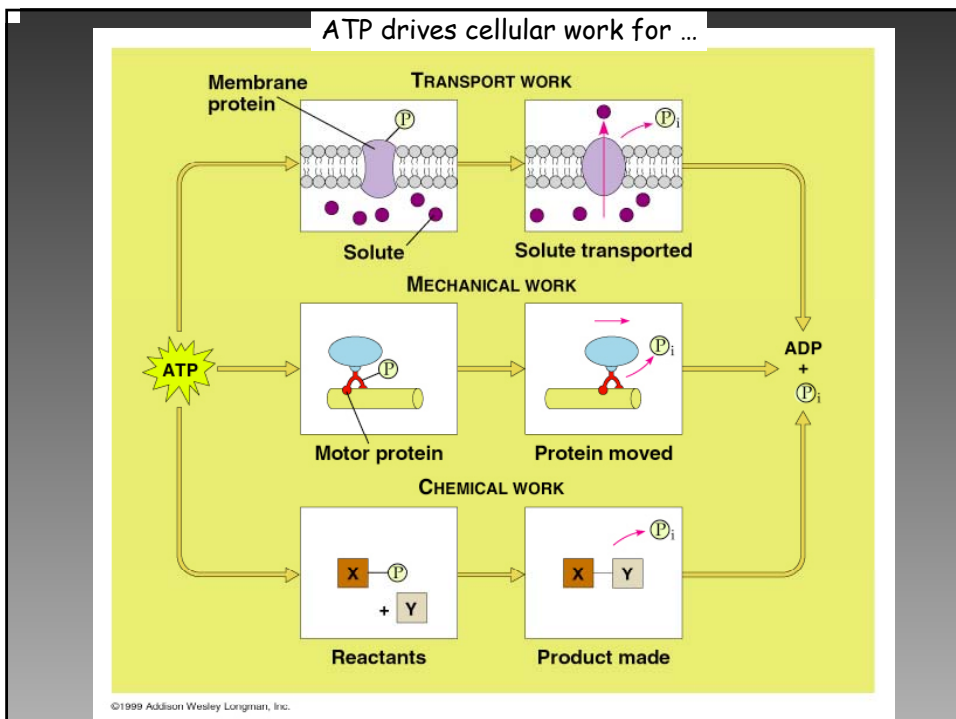 ATP drives cellular work for …
TRANSPORT WORK
Membrane
protein
P
Pi
Solute
Solute transported
MECHANICAL WORK
ATP
P
Pi
ADP
+
Pi
Motor protein
Protein moved
CHEMICAL WORK
X P
+ Y
Pi
X Y
Reactants
Product made
©1999 Addison Wesley Longman, Inc.